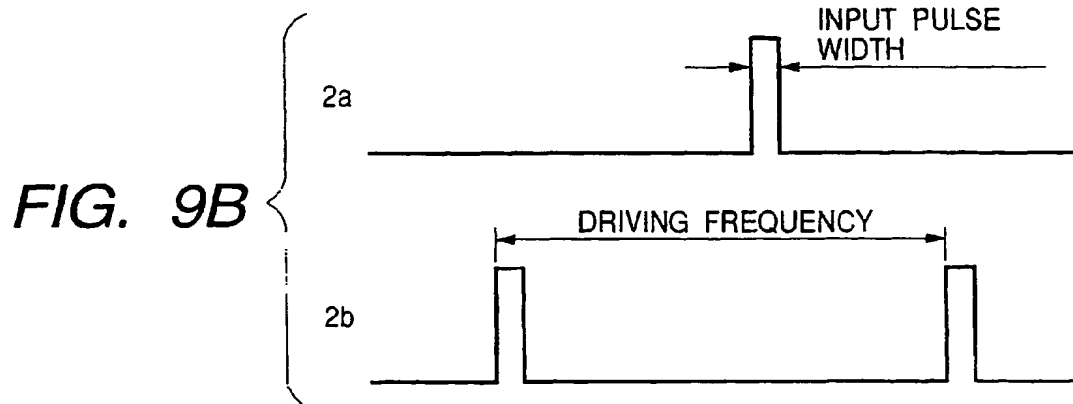 INPUT PULSE
WIDTH
2a
FIG. 9B
DRIVING FREQUENCY
2b